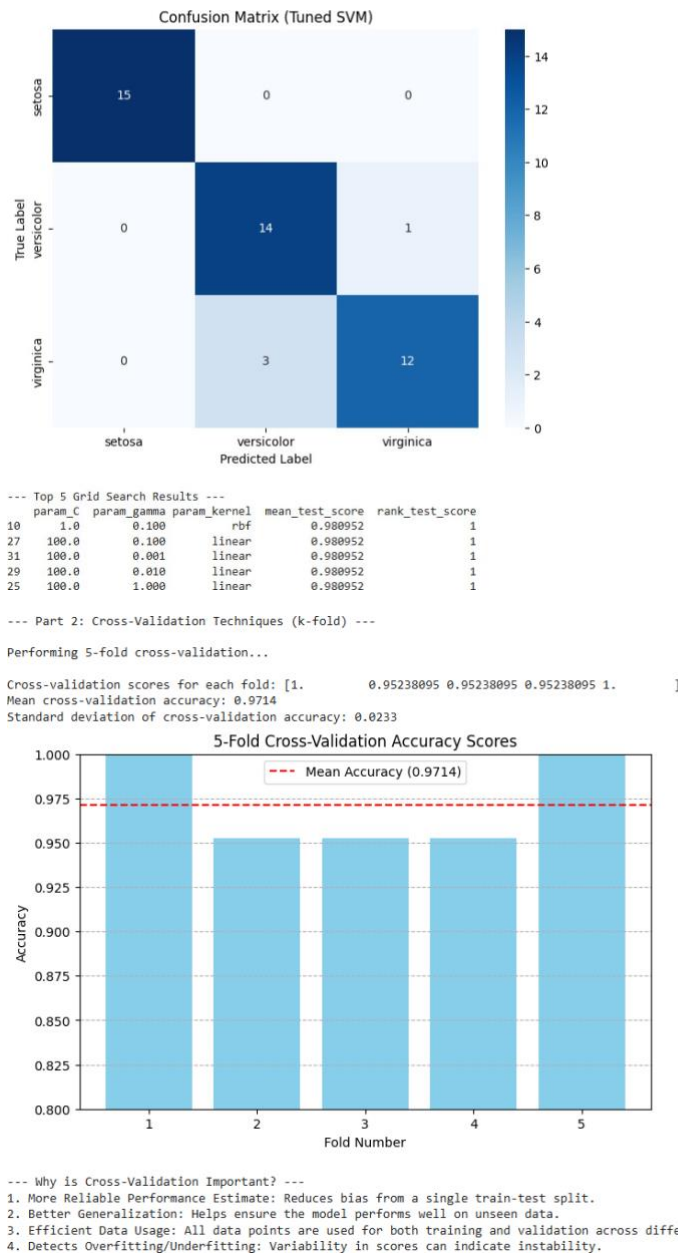 Confusion Matrix (Tuned SVM)
setosa
15
0
0
14
True Label
versicolor
0
14
1
12
10
8
6
virginica
0
3
12
4
2
0
setosa
versicolor
virginica
Predicted Label
--- Top 5 Grid Search Results ---
param_C param_gamma param_kernel mean_test_score rank_test_score
10 1.0 0.100 rbf 0.980952 1
27 100.0 0.100 linear 0.980952 1
31 100.0 0.001 linear 0.980952 1
29 100.0 0.010 linear 0.980952 1
25 100.0 1.000 linear 0.980952 1
--- Part 2: Cross-Validation Techniques (k-fold) ---
Performing 5-fold cross-validation...
Cross-validation scores for each fold: [1. 0.95238095 0.95238095 0.95238095 1. ]
Mean cross-validation accuracy: 0.9714
Standard deviation of cross-validation accuracy: 0.0233
5-Fold Cross-Validation Accuracy Scores
Mean Accuracy (0.9714)
1.000
0.975
0.950
0.925
0.900
0.875
0.850
0.825
0.800
Accuracy
1
2
3
4
5
Fold Number
--- Why is Cross-Validation Important? ---
1. More Reliable Performance Estimate: Reduces bias from a single train-test split.
2. Better Generalization: Helps ensure the model performs well on unseen data.
3. Efficient Data Usage: All data points are used for both training and validation across diffe
4. Detects Overfitting/Underfitting: Variability in scores can indicate instability.